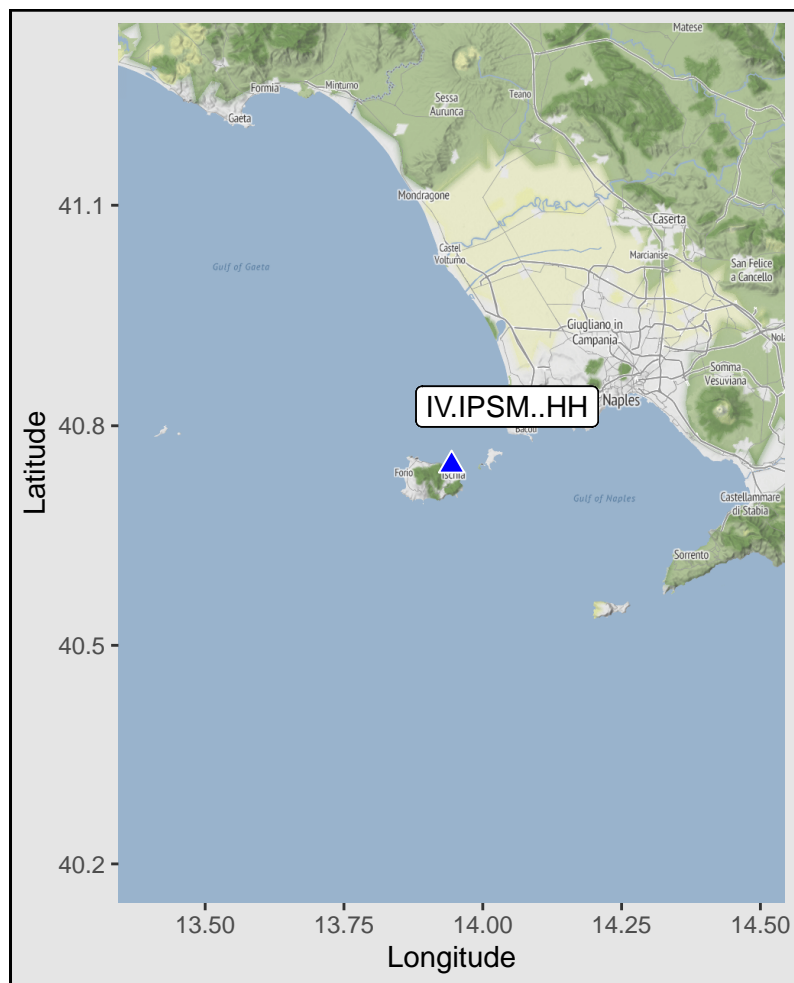 Matese
Formia
Minturno
Teano
Sessa
Aurunca
Gaeta
41.1
Mondragone
Caserta
Castel
Volturno
Marcianise
Gulf of Gaeta
San Felice
a Cancello
Giugliano in
Campania
Nola
Somma
Vesuviana
IV.IPSM..HH
Naples
40.8
Bacoli
Forio
Ischia
Gulf of Naples
Castellammare
di Stabia
Latitude
Sorrento
40.5
40.2
13.50
13.75
14.00
14.25
14.50
Longitude